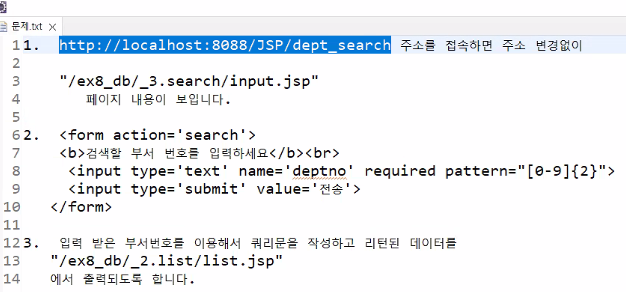 문제.txt
1 1. http://localhost:8088/JSP/dept_search 주소를 접속하면 주소 변경없이
2
3 "/ex8_db/_3.search/input.jsp"
4 페이지 내용이 보입니다.
5
6 2. <form action='search'>
7 <b>검색할 부서 번호를 입력하세요</b><br>
8 <input type='text' name='deptno' required pattern="[0-9]{2}">
9 <input type='submit' value='전송'>
10 </form>
11
12 3. 입력 받은 부서번호를 이용해서 쿼리문을 작성하고 리턴된 데이터를
13 "/ex8_db/_2.list/list.jsp"
14 에서 출력되도록 합니다.